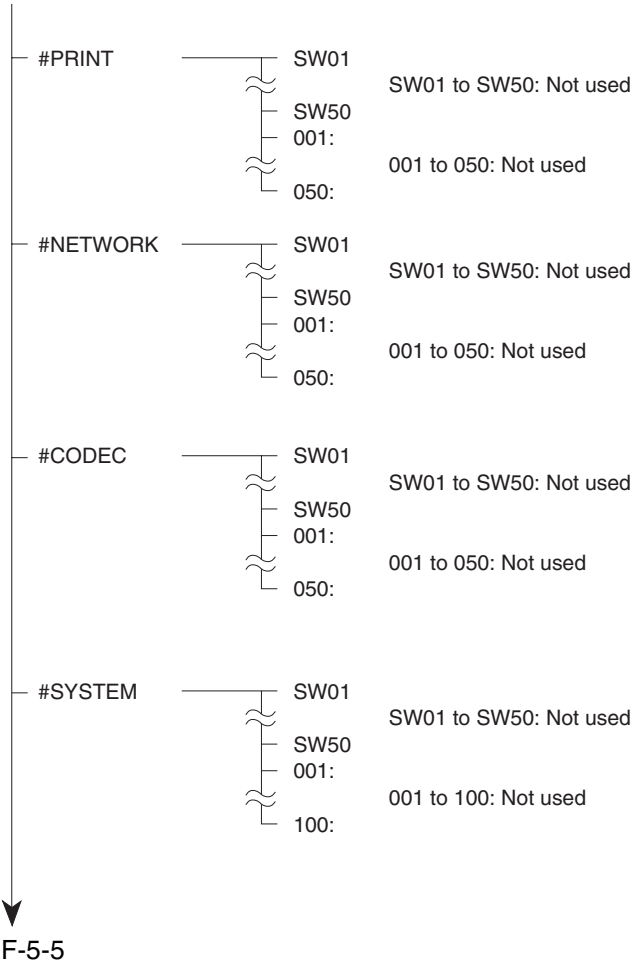 #PRINT SW01
SW01 to SW50: Not used
SW50
001:
001 to 050: Not used
050:
#NETWORK SW01
SW01 to SW50: Not used
SW50
001:
001 to 050: Not used
050:
#CODEC SW01
SW01 to SW50: Not used
SW50
001:
001 to 050: Not used
050:
#SYSTEM SW01
SW01 to SW50: Not used
SW50
001:
001 to 100: Not used
100:
F-5-5